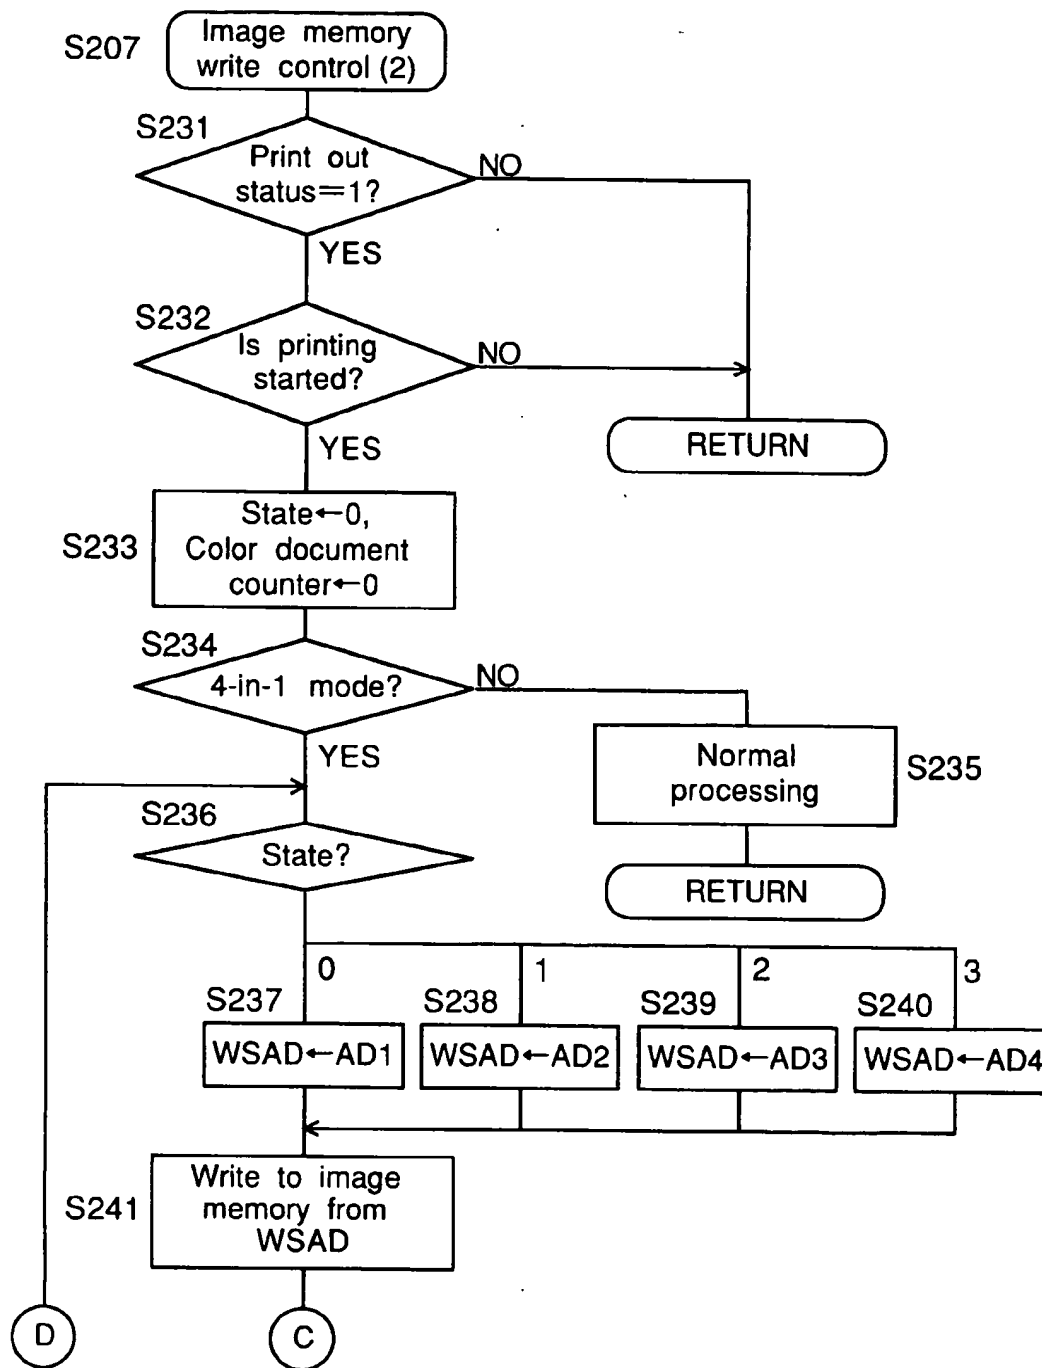 S207
Image memory
write control (2)
S231
Print out
status=1?
NO
YES
S232
Is printing
started?
NO
YES
RETURN
S233
State←0,
Color document
counter←0
S234
4-in-1 mode?
NO
YES
Normal
processing
S235
S236
State?
RETURN
0
1
2
3
S237
S238
S239
S240
WSAD←AD1
WSAD←AD2
WSAD←AD3
WSAD←AD4
S241
Write to image
memory from
WSAD
D
C